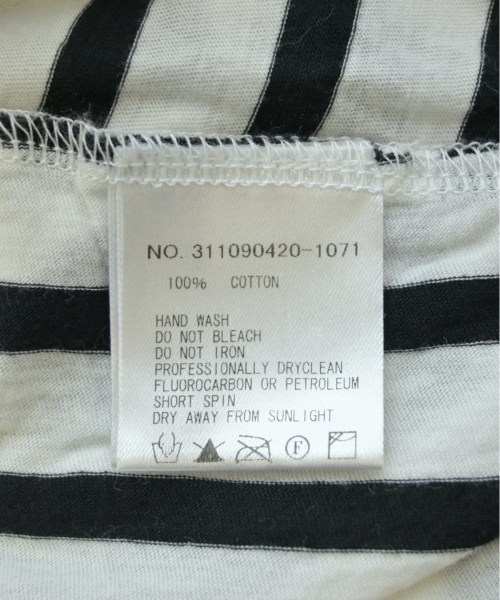 NO. 311090420-1071
100% COTTON
HAND WASH
DO NOT BLEACH
DO NOT IRON
PROFESSIONALLY DRYCLEAN
FLUOROCARBON OR PETROLEUM
SHORT SPIN
DRY AWAY FROM SUNLIGHT
F